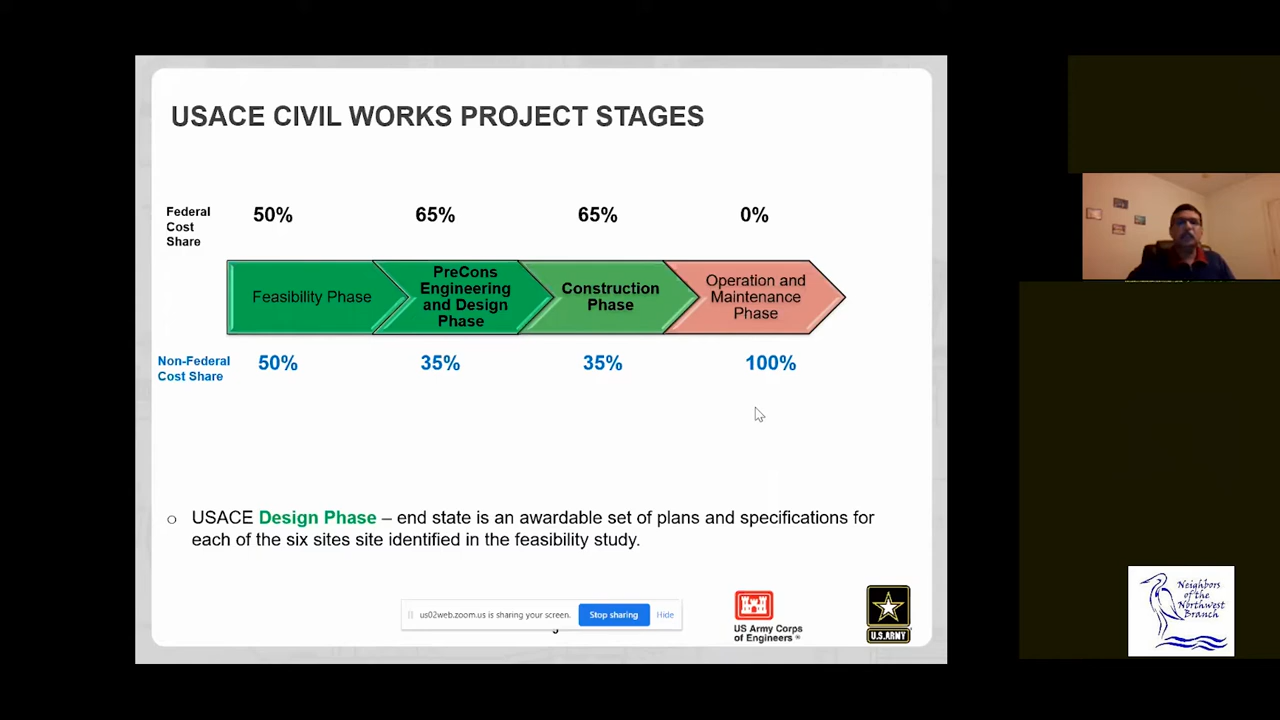 USACE CIVIL WORKS PROJECT STAGES
Federal
Cost
Share
50%
65%
65%
0%
Feasibility Phase
PreCons
Engineering
and Design
Phase
Construction
Phase
Operation and
Maintenance
Phase
Non-Federal
Cost Share
50%
35%
35%
100%
o USACE Design Phase – end state is an awardable set of plans and specifications for
each of the six sites site identified in the feasibility study.
us02web.zoom.us is sharing your screen.
Stop sharing
Hide
US Army Corps
of Engineers ®
U.S.ARMY
Neighbors
of the
Northwest
Branch